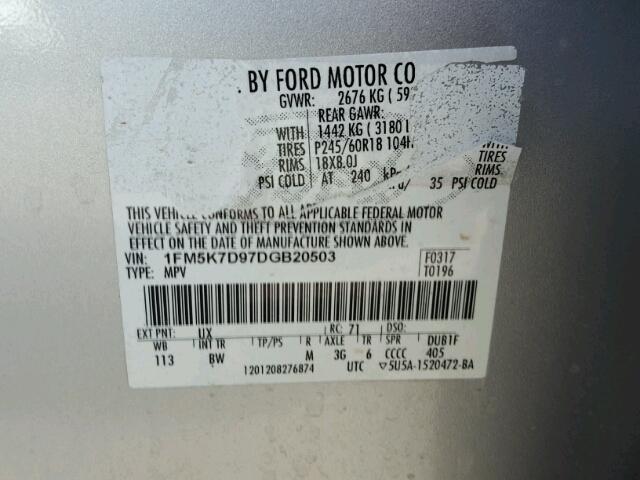 . BY FORD MOTOR CO
GVWR: 2676 KG ( 59
REAR GAWR:
WITH 1442 KG ( 3180 WITH
TIRES P245/60R18 104H TIRES
RIMS 18X8.0J RIMS
PSI COLD AT 240 kPa/ 35 PSI COLD
THIS VEHICLE CONFORMS TO ALL APPLICABLE FEDERAL MOTOR
VEHICLE SAFETY AND THEFT PREVENTION STANDARDS IN
EFFECT ON THE DATE OF MANUFACTURE SHOWN ABOVE.
VIN: 1FM5K7D97DGB20503 F0317
TYPE: MPV T0196
EXT PNT: UX RC: 71 DSO:
WB INT TR TP/PS R AXLE TR SPR DUB1F
113 BW M 3G 6 CCCC 405
1201208276874 UTC ▽5U5A-1520472-BA